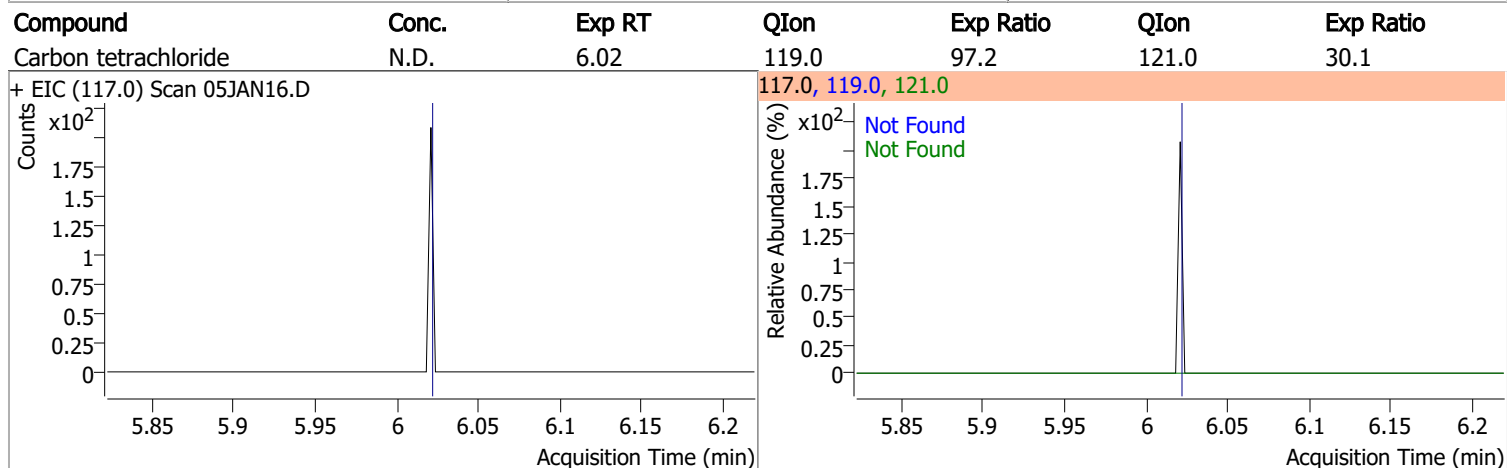 Compound Conc. Exp RT QIon Exp Ratio QIon Exp Ratio
Carbon tetrachloride N.D. 6.02 119.0 97.2 121.0 30.1
+ EIC (117.0) Scan 05JAN16.D
Counts
x10²
1.75
1.5
1.25
1
0.75
0.5
0.25
0
5.85 5.9 5.95 6 6.05 6.1 6.15 6.2
Acquisition Time (min)
117.0, 119.0, 121.0
Relative Abundance (%)
x10²
Not Found
Not Found
1.75
1.5
1.25
1
0.75
0.5
0.25
0
5.85 5.9 5.95 6 6.05 6.1 6.15 6.2
Acquisition Time (min)